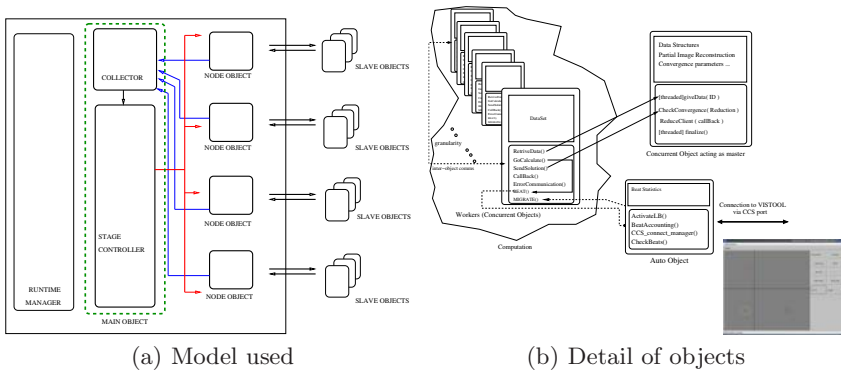 COLLECTOR
STAGE
CONTROLLER
RUNTIME
MANAGER
MAIN OBJECT
NODE OBJECT
NODE OBJECT
NODE OBJECT
NODE OBJECT
SLAVE OBJECTS
SLAVE OBJECTS
SLAVE OBJECTS
SLAVE OBJECTS
(a) Model used
granularity
inter-object comms
DataSet
RetriveData()
GoCalculate()
SendSolution()
CallBack()
ErrorCommunication()
BEAT()
MIGRATE()
Workers (Concurrent Objects)
Computation
Data Structures
Partial Image Reconstruction
Convergence parameters ...
[threaded]giveData( ID )
CheckConvergence( Reduction )
ReduceClient ( callBack )
[threaded] finalize()
Concurrent Object acting as master
Beat Statistics
ActivateLB()
BeatAccounting()
CCS_connect_manager()
CheckBeats()
Auto Object
Connection to VISTOOL
via CCS port
(b) Detail of objects